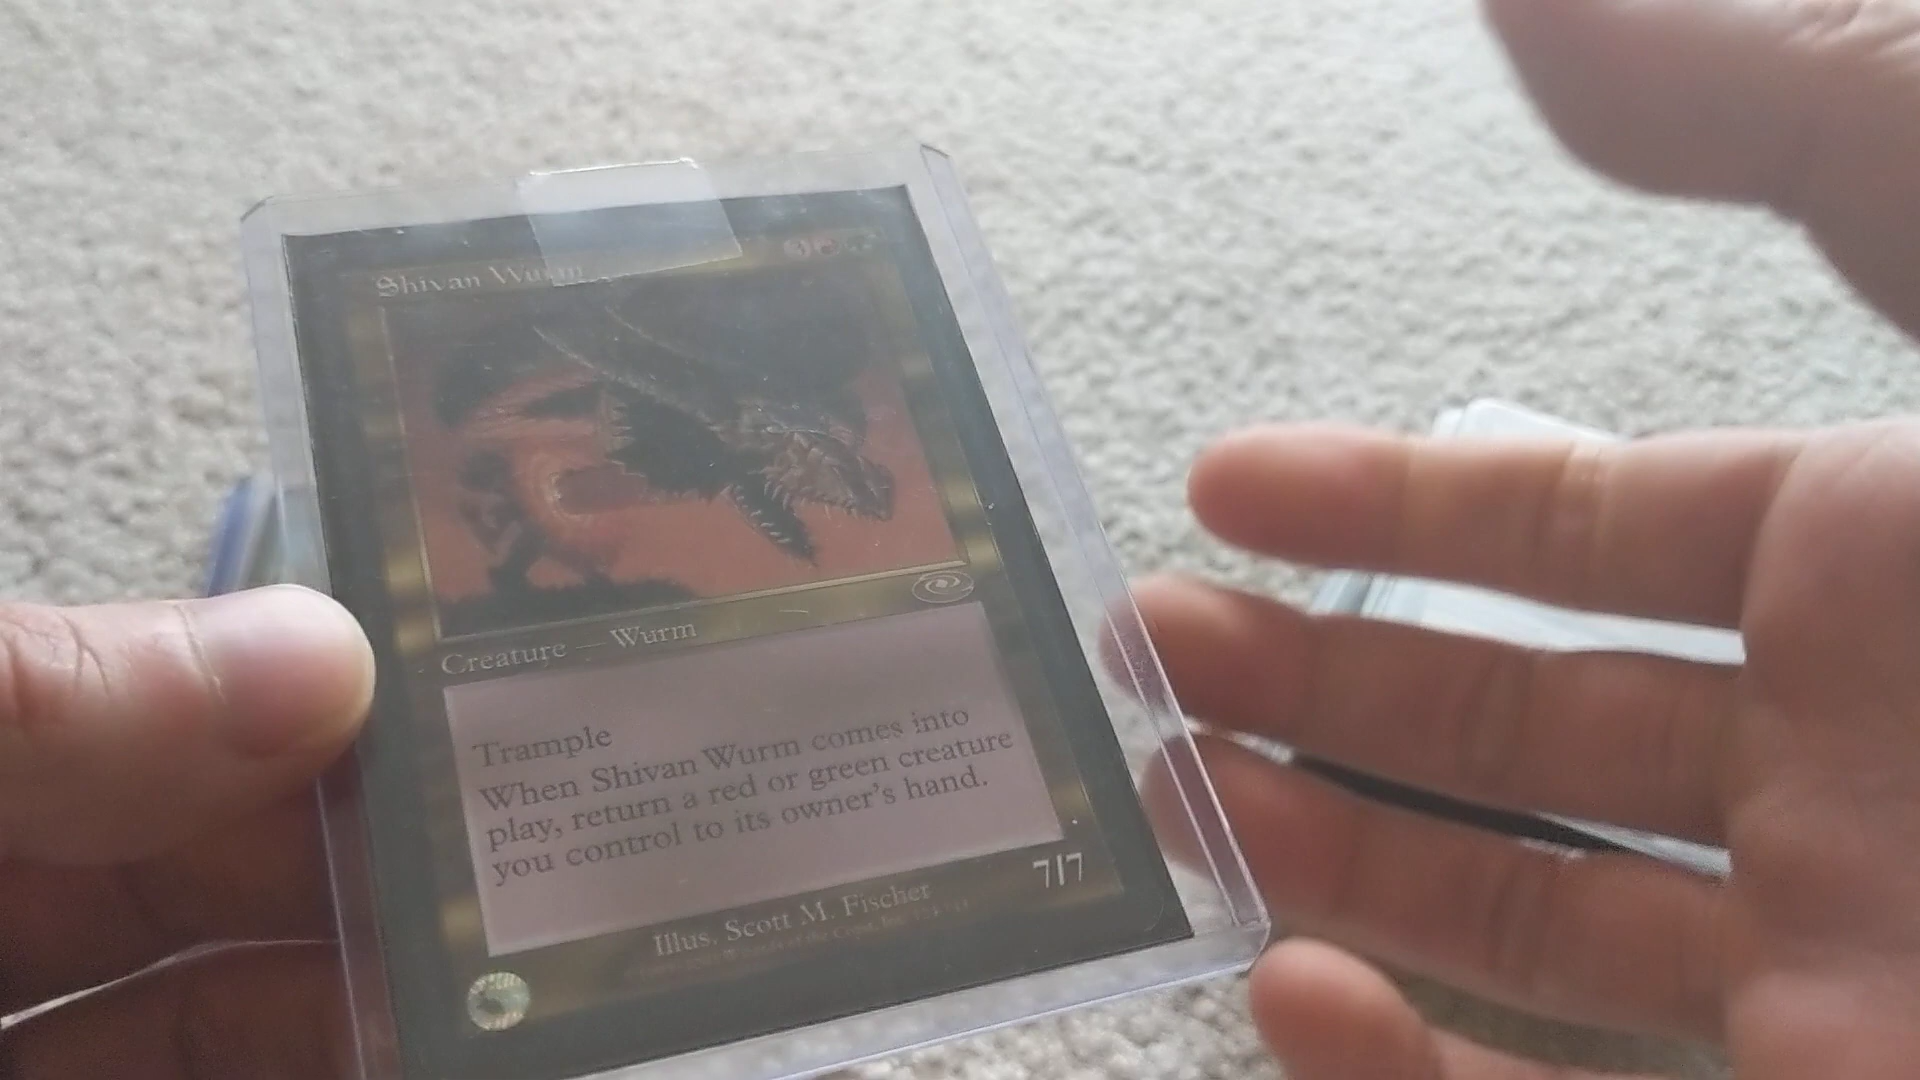 Shivan Wurm
Creature — Wurm
Trample
When Shivan Wurm comes into
play, return a red or green creature
you control to its owner's hand.
7/7
Illus. Scott M. Fischer